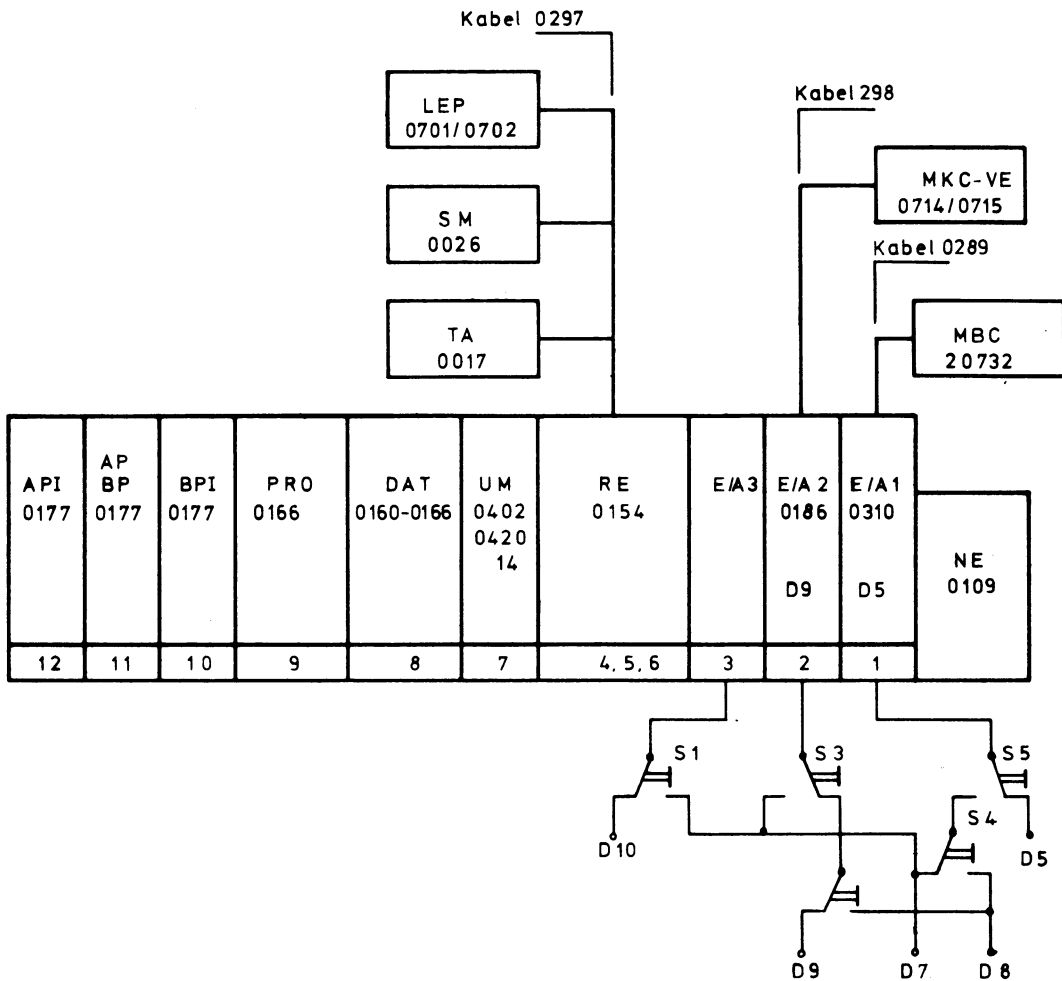 Kabel 0297
LEP
0701/0702
Kabel 298
MKC-VE
0714/0715
SM
0026
Kabel 0289
TA
0017
MBC
20732
API
0177
AP
BP
0177
BPI
0177
PRO
0166
DAT
0160-0166
UM
0402
0420
14
RE
0154
E/A3
E/A2
0186
D9
E/A1
0310
D5
NE
0109
12
11
10
9
8
7
4, 5, 6
3
2
1
S1
S3
S5
S4
D10
D5
D9
D7
D8